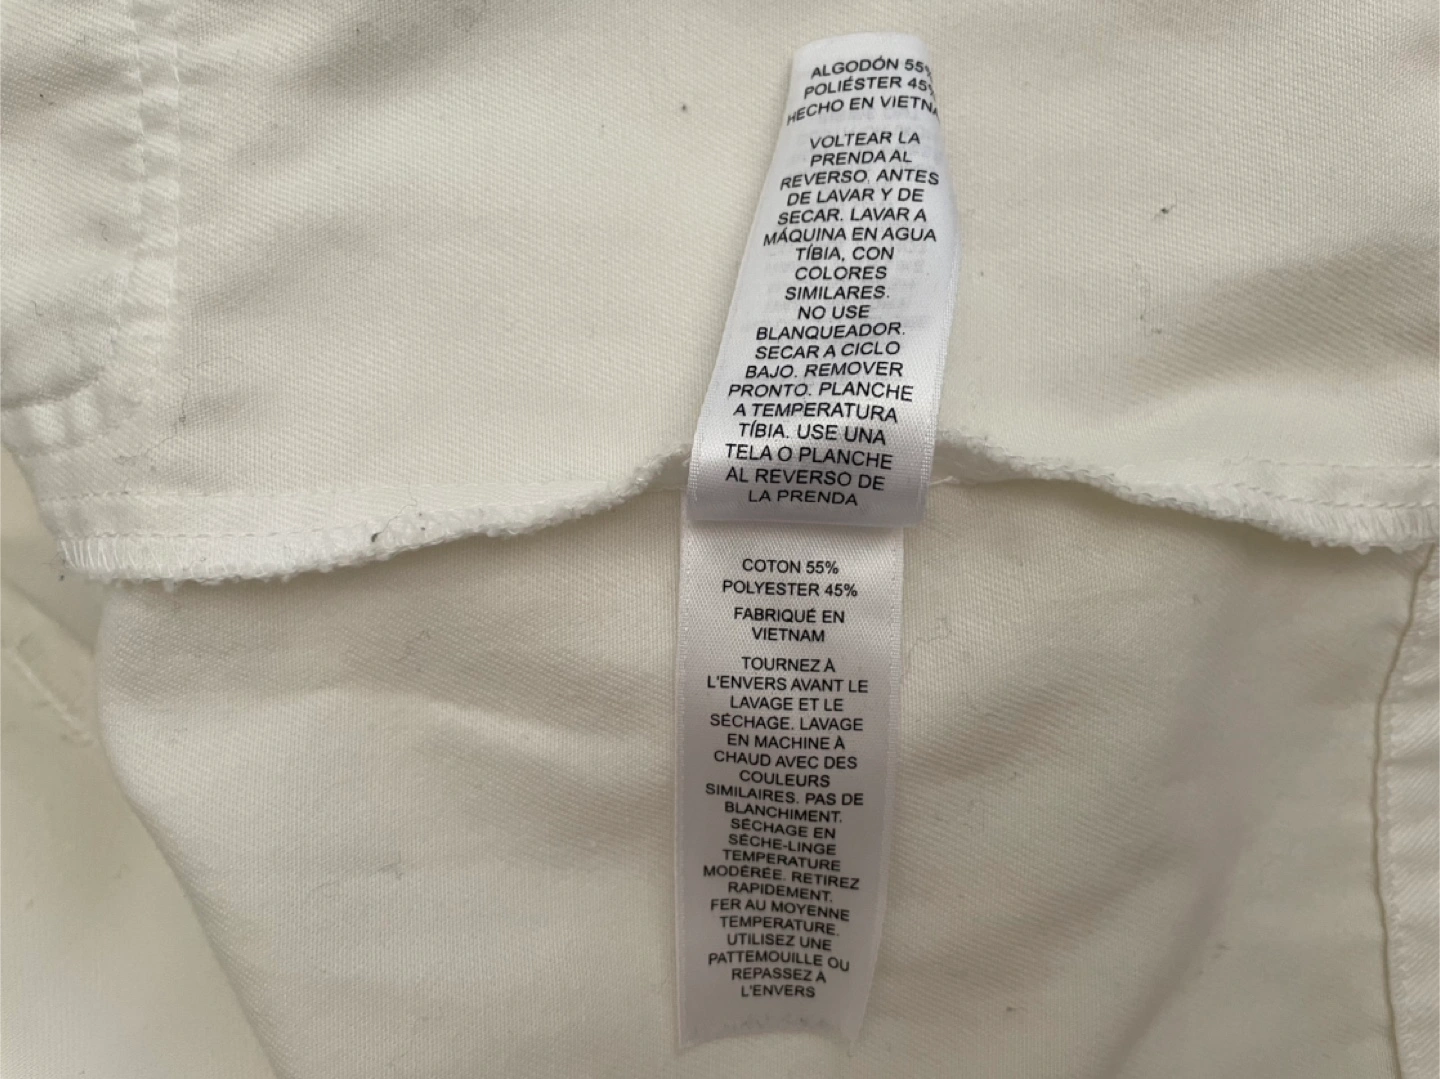 ALGODÓN 55%
POLIÉSTER 45%
HECHO EN VIETNA
VOLTEAR LA
PRENDA AL
REVERSO. ANTES
DE LAVAR Y DE
SECAR. LAVAR A
MÁQUINA EN AGUA
TÍBIA, CON
COLORES
SIMILARES.
NO USE
BLANQUEADOR.
SECAR A CICLO
BAJO. REMOVER
PRONTO. PLANCHE
A TEMPERATURA
TÍBIA. USE UNA
TELA O PLANCHE
AL REVERSO DE
LA PRENDA
COTON 55%
POLYESTER 45%
FABRIQUÉ EN
VIETNAM
TOURNEZ À
L'ENVERS AVANT LE
LAVAGE ET LE
SÉCHAGE. LAVAGE
EN MACHINE À
CHAUD AVEC DES
COULEURS
SIMILAIRES. PAS DE
BLANCHIMENT.
SÉCHAGE EN
SÈCHE-LINGE
TEMPERATURE
MODÉRÉE. RETIREZ
RAPIDEMENT.
FER AU MOYENNE
TEMPERATURE.
UTILISEZ UNE
PATTEMOUILLE OU
REPASSEZ À
L'ENVERS